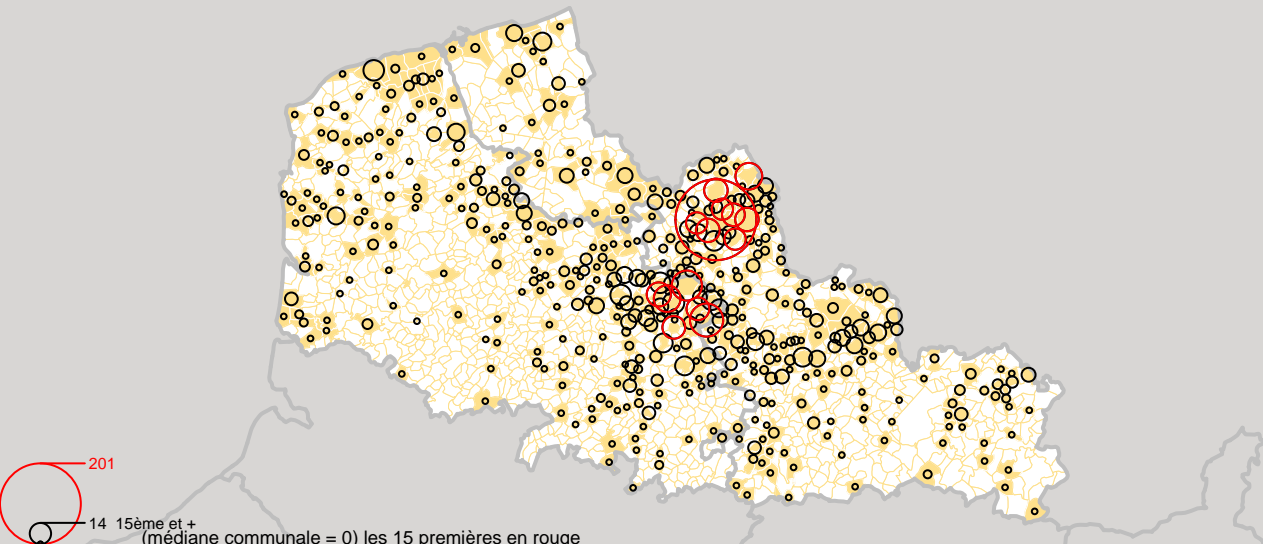 201
14 15ème et +
(médiane communale = 0) les 15 premières en rouge